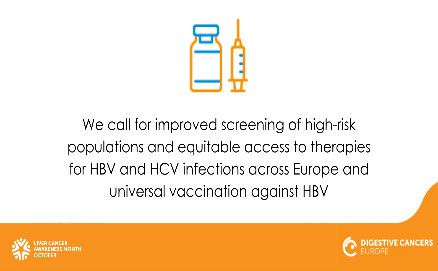 We call for improved screening of high-risk
populations and equitable access to therapies
for HBV and HCV infections across Europe and
universal vaccination against HBV
LIVER CANCER
AWARENESS MONTH
OCTOBER
DIGESTIVE CANCERS
EUROPE